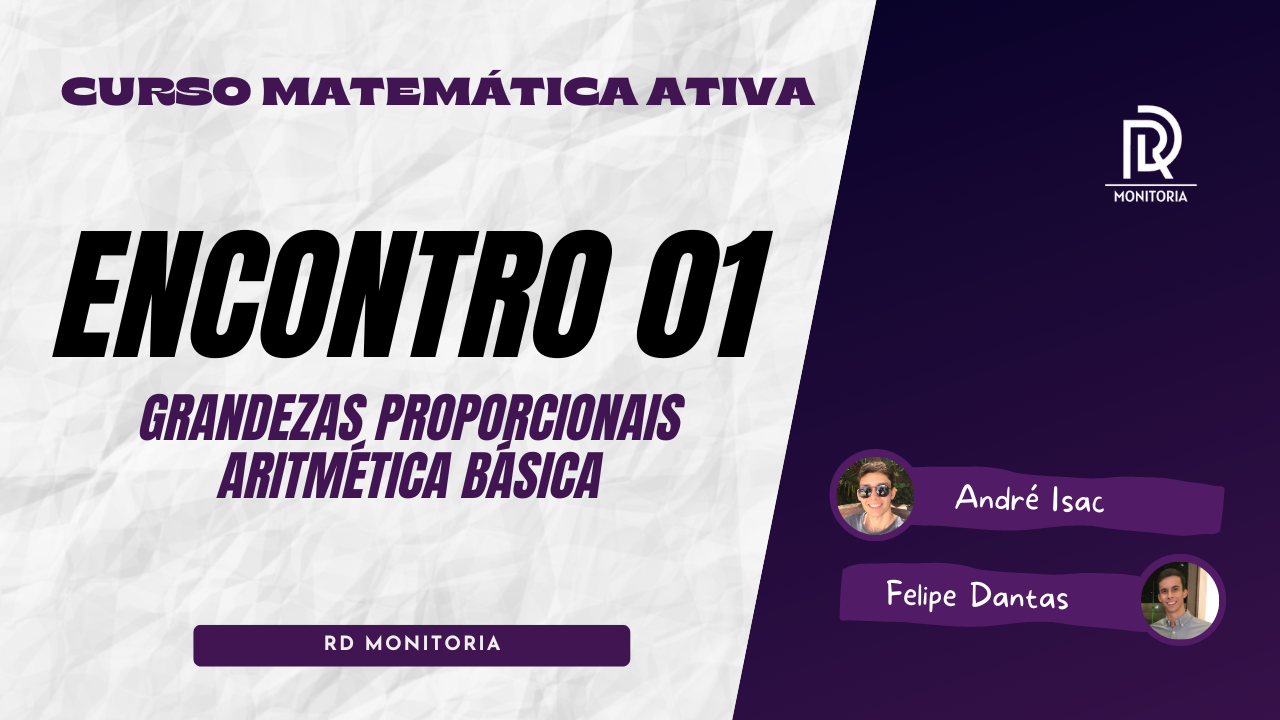 CURSO MATEMÁTICA ATIVA
MONITORIA
ENCONTRO 01
GRANDEZAS PROPORCIONAIS
ARITMÉTICA BÁSICA
André Isac
Felipe Dantas
RD MONITORIA